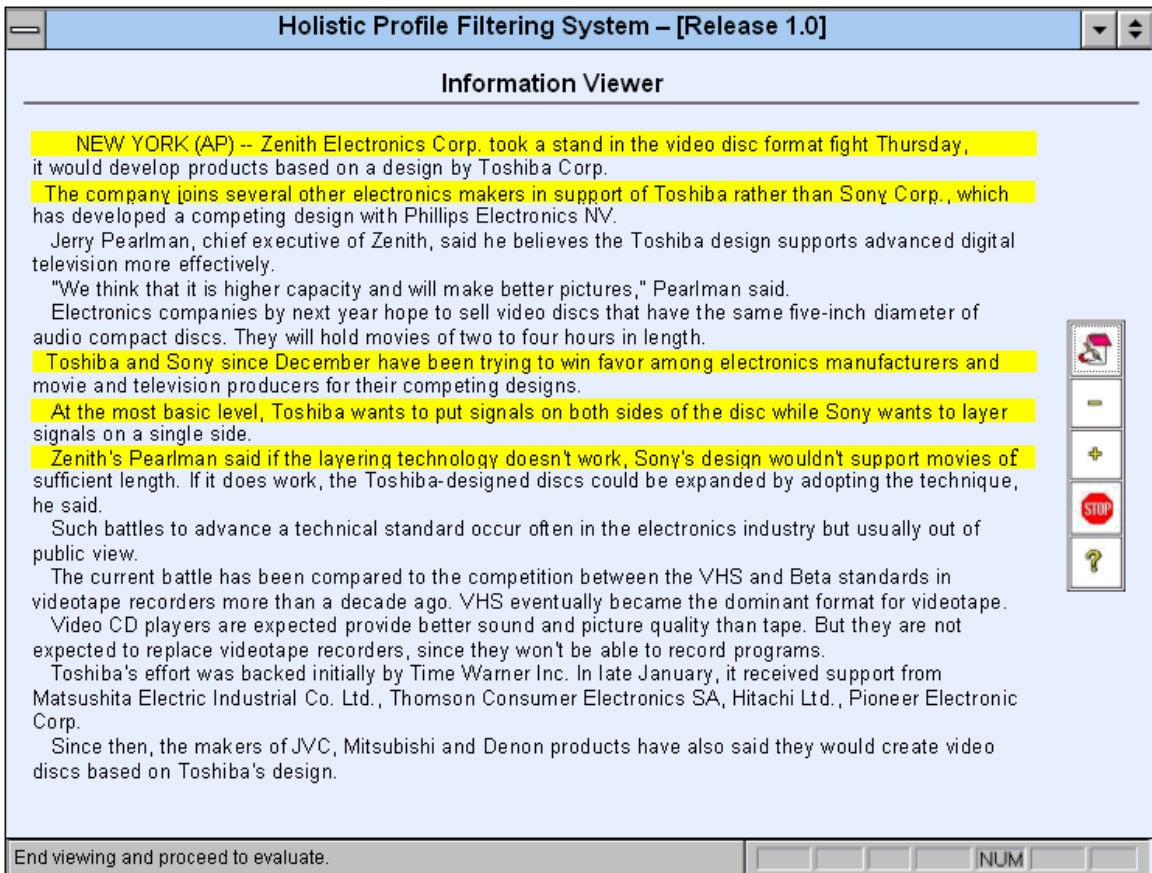 Holistic Profile Filtering System – [Release 1.0]
Information Viewer
NEW YORK (AP) -- Zenith Electronics Corp. took a stand in the video disc format fight Thursday,
it would develop products based on a design by Toshiba Corp.
The company joins several other electronics makers in support of Toshiba rather than Sony Corp., which
has developed a competing design with Phillips Electronics NV.
Jerry Pearlman, chief executive of Zenith, said he believes the Toshiba design supports advanced digital
television more effectively.
"We think that it is higher capacity and will make better pictures," Pearlman said.
Electronics companies by next year hope to sell video discs that have the same five-inch diameter of
audio compact discs. They will hold movies of two to four hours in length.
Toshiba and Sony since December have been trying to win favor among electronics manufacturers and
movie and television producers for their competing designs.
At the most basic level, Toshiba wants to put signals on both sides of the disc while Sony wants to layer
signals on a single side.
Zenith's Pearlman said if the layering technology doesn't work, Sony's design wouldn't support movies of
sufficient length. If it does work, the Toshiba-designed discs could be expanded by adopting the technique,
he said.
Such battles to advance a technical standard occur often in the electronics industry but usually out of
public view.
The current battle has been compared to the competition between the VHS and Beta standards in
videotape recorders more than a decade ago. VHS eventually became the dominant format for videotape.
Video CD players are expected provide better sound and picture quality than tape. But they are not
expected to replace videotape recorders, since they won't be able to record programs.
Toshiba's effort was backed initially by Time Warner Inc. In late January, it received support from
Matsushita Electric Industrial Co. Ltd., Thomson Consumer Electronics SA, Hitachi Ltd., Pioneer Electronic
Corp.
Since then, the makers of JVC, Mitsubishi and Denon products have also said they would create video
discs based on Toshiba's design.
STOP
End viewing and proceed to evaluate.
NUM